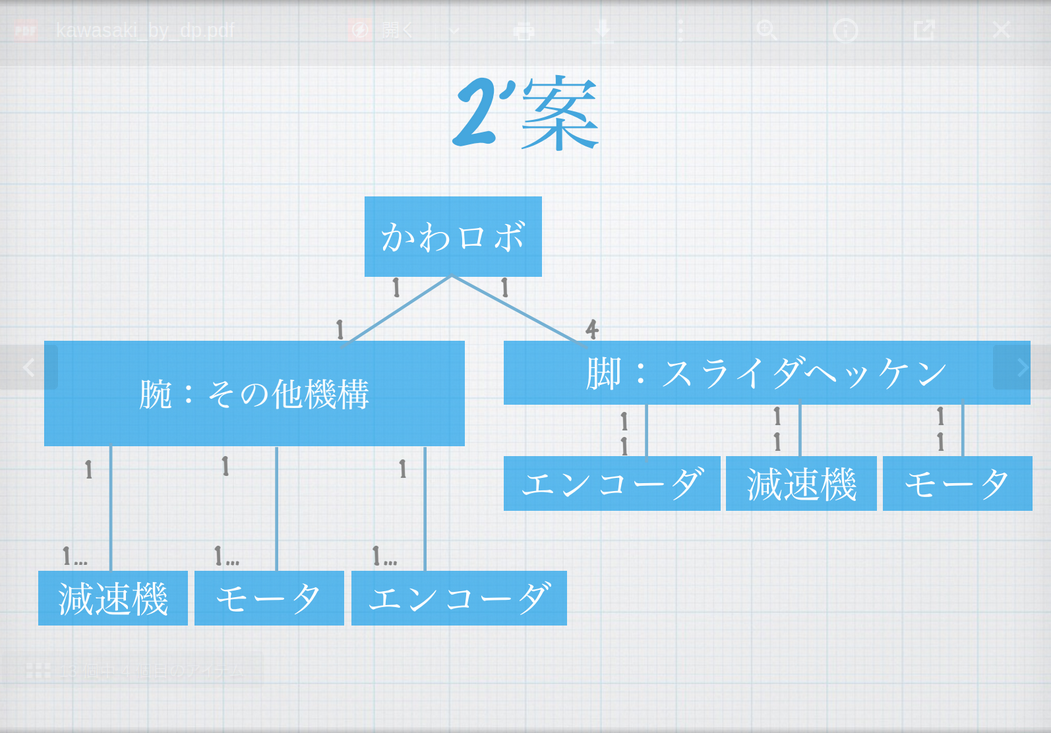 kawasaki_by_dp.pdf
開く
2’案
かわロボ
1 1
1 4
腕：その他機構
脚：スライダヘッケン
1 1 1
1 1 1
エンコーダ 減速機 モータ
1 1 1
1... 1... 1...
減速機 モータ エンコーダ